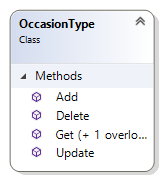 OccasionType
Class
Methods
Add
Delete
Get (+ 1 overlo...
Update